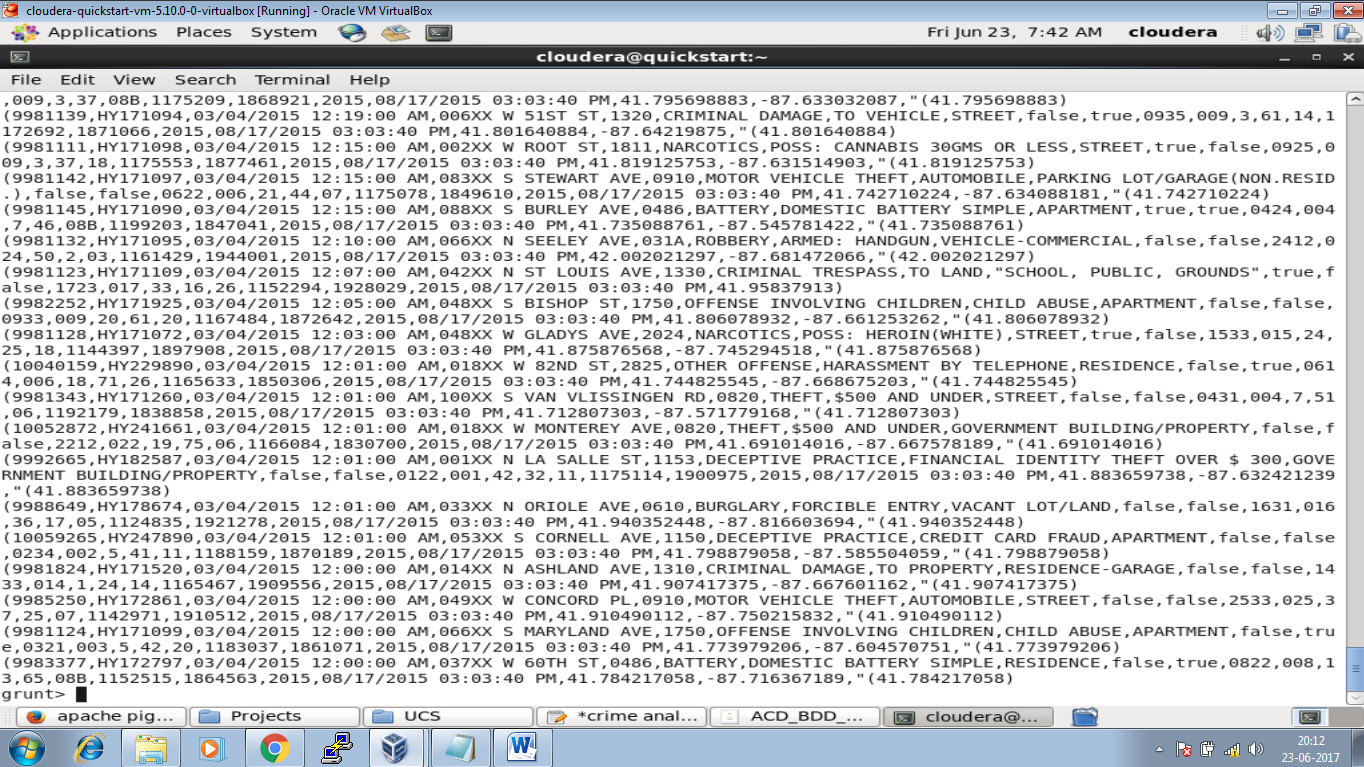 cloudera-quickstart-vm-5.10.0-0-virtualbox [Running] - Oracle VM VirtualBox
Applications Places System Fri Jun 23, 7:42 AM cloudera
cloudera@quickstart:~
File Edit View Search Terminal Help
,009,3,37,08B,1175209,1868921,2015,08/17/2015 03:03:40 PM,41.795698883,-87.633032087,"(41.795698883)
(9981139,HY171094,03/04/2015 12:19:00 AM,006XX W 51ST ST,1320,CRIMINAL DAMAGE,TO VEHICLE,STREET,false,true,0935,009,3,61,14,1
172692,1871066,2015,08/17/2015 03:03:40 PM,41.801640884,-87.64219875,"(41.801640884)
(9981111,HY171098,03/04/2015 12:15:00 AM,002XX W ROOT ST,1811,NARCOTICS,POSS: CANNABIS 30GMS OR LESS,STREET,true,false,0925,0
09,3,37,18,1175553,1877461,2015,08/17/2015 03:03:40 PM,41.819125753,-87.631514903,"(41.819125753)
(9981142,HY171097,03/04/2015 12:15:00 AM,083XX S STEWART AVE,0910,MOTOR VEHICLE THEFT,AUTOMOBILE,PARKING LOT/GARAGE(NON.RESID
.),false,false,0622,006,21,44,07,1175078,1849610,2015,08/17/2015 03:03:40 PM,41.742710224,-87.634088181,"(41.742710224)
(9981145,HY171090,03/04/2015 12:15:00 AM,088XX S BURLEY AVE,0486,BATTERY,DOMESTIC BATTERY SIMPLE,APARTMENT,true,true,0424,004
,7,46,08B,1199203,1847041,2015,08/17/2015 03:03:40 PM,41.735088761,-87.545781422,"(41.735088761)
(9981132,HY171095,03/04/2015 12:10:00 AM,066XX N SEELEY AVE,031A,ROBBERY,ARMED: HANDGUN,VEHICLE-COMMERCIAL,false,false,2412,0
24,50,2,03,1161429,1944001,2015,08/17/2015 03:03:40 PM,42.002021297,-87.681472066,"(42.002021297)
(9981123,HY171109,03/04/2015 12:07:00 AM,042XX N ST LOUIS AVE,1330,CRIMINAL TRESPASS,TO LAND,"SCHOOL, PUBLIC, GROUNDS",true,f
alse,1723,017,33,16,26,1152294,1928029,2015,08/17/2015 03:03:40 PM,41.95837913)
(9982252,HY171925,03/04/2015 12:05:00 AM,048XX S BISHOP ST,1750,OFFENSE INVOLVING CHILDREN,CHILD ABUSE,APARTMENT,false,false,
0933,009,20,61,20,1167484,1872642,2015,08/17/2015 03:03:40 PM,41.806078932,-87.661253262,"(41.806078932)
(9981128,HY171072,03/04/2015 12:03:00 AM,048XX W GLADYS AVE,2024,NARCOTICS,POSS: HEROIN(WHITE),STREET,true,false,1533,015,24,
25,18,1144397,1897908,2015,08/17/2015 03:03:40 PM,41.875876568,-87.745294518,"(41.875876568)
(10040159,HY229890,03/04/2015 12:01:00 AM,018XX W 82ND ST,2825,OTHER OFFENSE,HARASSMENT BY TELEPHONE,RESIDENCE,false,true,061
4,006,18,71,26,1165633,1850306,2015,08/17/2015 03:03:40 PM,41.744825545,-87.668675203,"(41.744825545)
(9981343,HY171260,03/04/2015 12:01:00 AM,100XX S VAN VLISSINGEN RD,0820,THEFT,$500 AND UNDER,STREET,false,false,0431,004,7,51
,06,1192179,1838858,2015,08/17/2015 03:03:40 PM,41.712807303,-87.571779168,"(41.712807303)
(10052872,HY241661,03/04/2015 12:01:00 AM,018XX W MONTEREY AVE,0820,THEFT,$500 AND UNDER,GOVERNMENT BUILDING/PROPERTY,false,f
alse,2212,022,19,75,06,1166084,1830700,2015,08/17/2015 03:03:40 PM,41.691014016,-87.667578189,"(41.691014016)
(9992665,HY182587,03/04/2015 12:01:00 AM,001XX N LA SALLE ST,1153,DECEPTIVE PRACTICE,FINANCIAL IDENTITY THEFT OVER $ 300,GOVE
RNMENT BUILDING/PROPERTY,false,false,0122,001,42,32,11,1175114,1900975,2015,08/17/2015 03:03:40 PM,41.883659738,-87.632421239
,"(41.883659738)
(9988649,HY178674,03/04/2015 12:01:00 AM,033XX N ORIOLE AVE,0610,BURGLARY,FORCIBLE ENTRY,VACANT LOT/LAND,false,false,1631,016
,36,17,05,1124835,1921278,2015,08/17/2015 03:03:40 PM,41.940352448,-87.816603694,"(41.940352448)
(10059265,HY247890,03/04/2015 12:01:00 AM,053XX S CORNELL AVE,1150,DECEPTIVE PRACTICE,CREDIT CARD FRAUD,APARTMENT,false,false
,0234,002,5,41,11,1188159,1870189,2015,08/17/2015 03:03:40 PM,41.798879058,-87.585504059,"(41.798879058)
(9981824,HY171520,03/04/2015 12:00:00 AM,014XX N ASHLAND AVE,1310,CRIMINAL DAMAGE,TO PROPERTY,RESIDENCE-GARAGE,false,false,14
33,014,1,24,14,1165467,1909556,2015,08/17/2015 03:03:40 PM,41.907417375,-87.667601162,"(41.907417375)
(9985250,HY172861,03/04/2015 12:00:00 AM,049XX W CONCORD PL,0910,MOTOR VEHICLE THEFT,AUTOMOBILE,STREET,false,false,2533,025,3
7,25,07,1142971,1910512,2015,08/17/2015 03:03:40 PM,41.910490112,-87.750215832,"(41.910490112)
(9981124,HY171099,03/04/2015 12:00:00 AM,066XX S MARYLAND AVE,1750,OFFENSE INVOLVING CHILDREN,CHILD ABUSE,APARTMENT,false,tru
e,0321,003,5,42,20,1183037,1861071,2015,08/17/2015 03:03:40 PM,41.773979206,-87.604570751,"(41.773979206)
(9983377,HY172797,03/04/2015 12:00:00 AM,037XX W 60TH ST,0486,BATTERY,DOMESTIC BATTERY SIMPLE,RESIDENCE,false,true,0822,008,1
3,65,08B,1152515,1864563,2015,08/17/2015 03:03:40 PM,41.784217058,-87.716367189,"(41.784217058)
grunt>
apache pig... Projects UCS *crime anal... ACD_BDD_... cloudera@...
20:12
23-06-2017